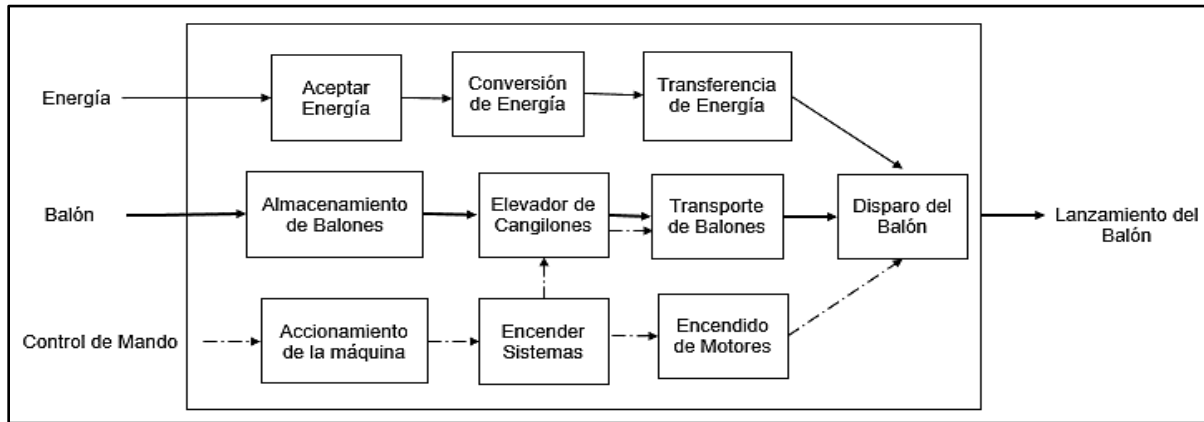 Energía
Aceptar
Energía
Conversión
de Energía
Transferencia
de Energía
Balón
Almacenamiento
de Balones
Elevador de
Cangilones
Transporte
de Balones
Disparo del
Balón
Lanzamiento del
Balón
Control de Mando
Accionamiento
de la máquina
Encender
Sistemas
Encendido
de Motores